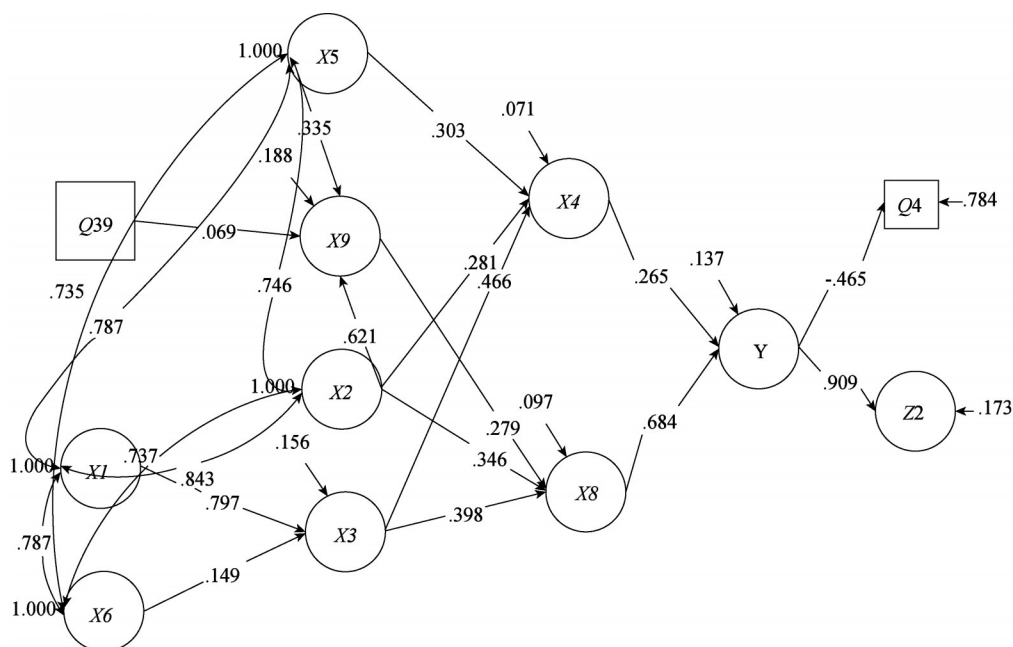 1.000
X5
.071
.335
.303
.188
X4
Q4
.784
Q39
.069
X9
.281
.137
.735
.746
.466
.265
-.465
.787
.621
Y
1.000
X2
.909
.097
Z2
.173
.156
.279
.684
1.000
X1
.737
.843
.346
.797
X8
.398
X3
.787
.149
1.000
X6